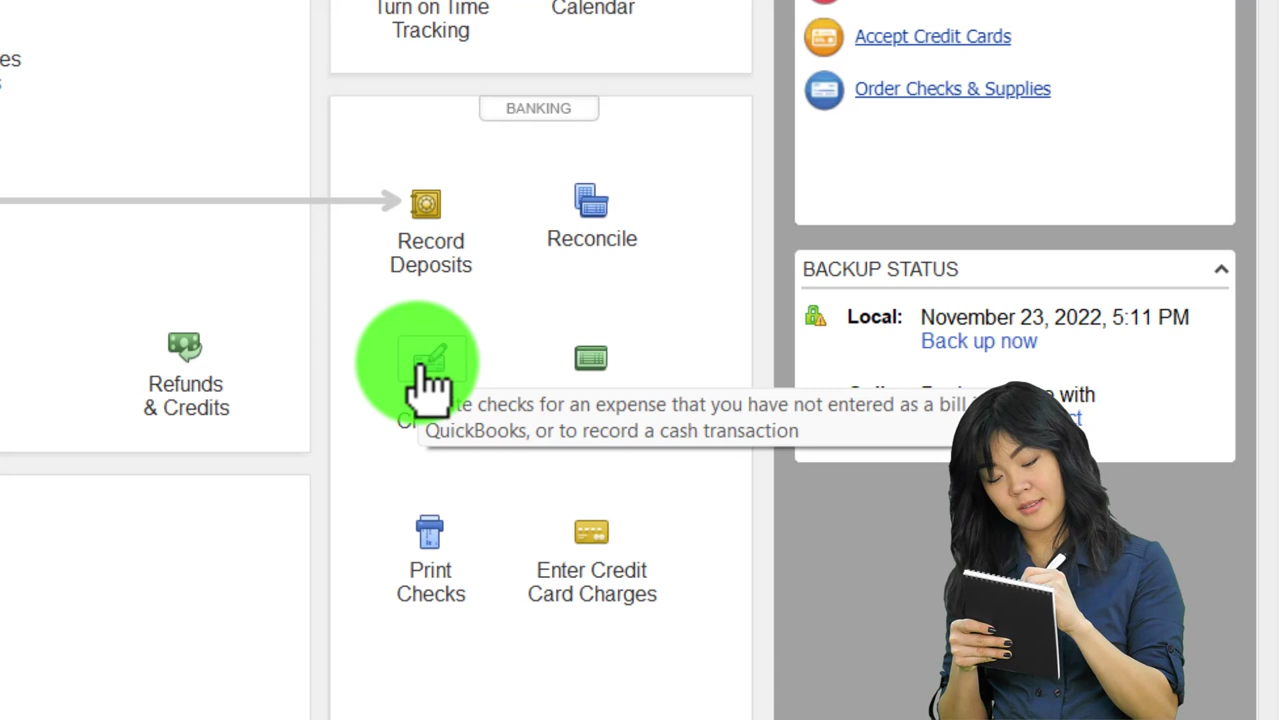 Turn on Time
Tracking
Calendar
Accept Credit Cards
es
Order Checks & Supplies
BANKING
Record
Deposits
Reconcile
BACKUP STATUS
Local: November 23, 2022, 5:11 PM
Back up now
Refunds
& Credits
te checks for an expense that you have not entered as a bill
QuickBooks, or to record a cash transaction
Print
Checks
Enter Credit
Card Charges